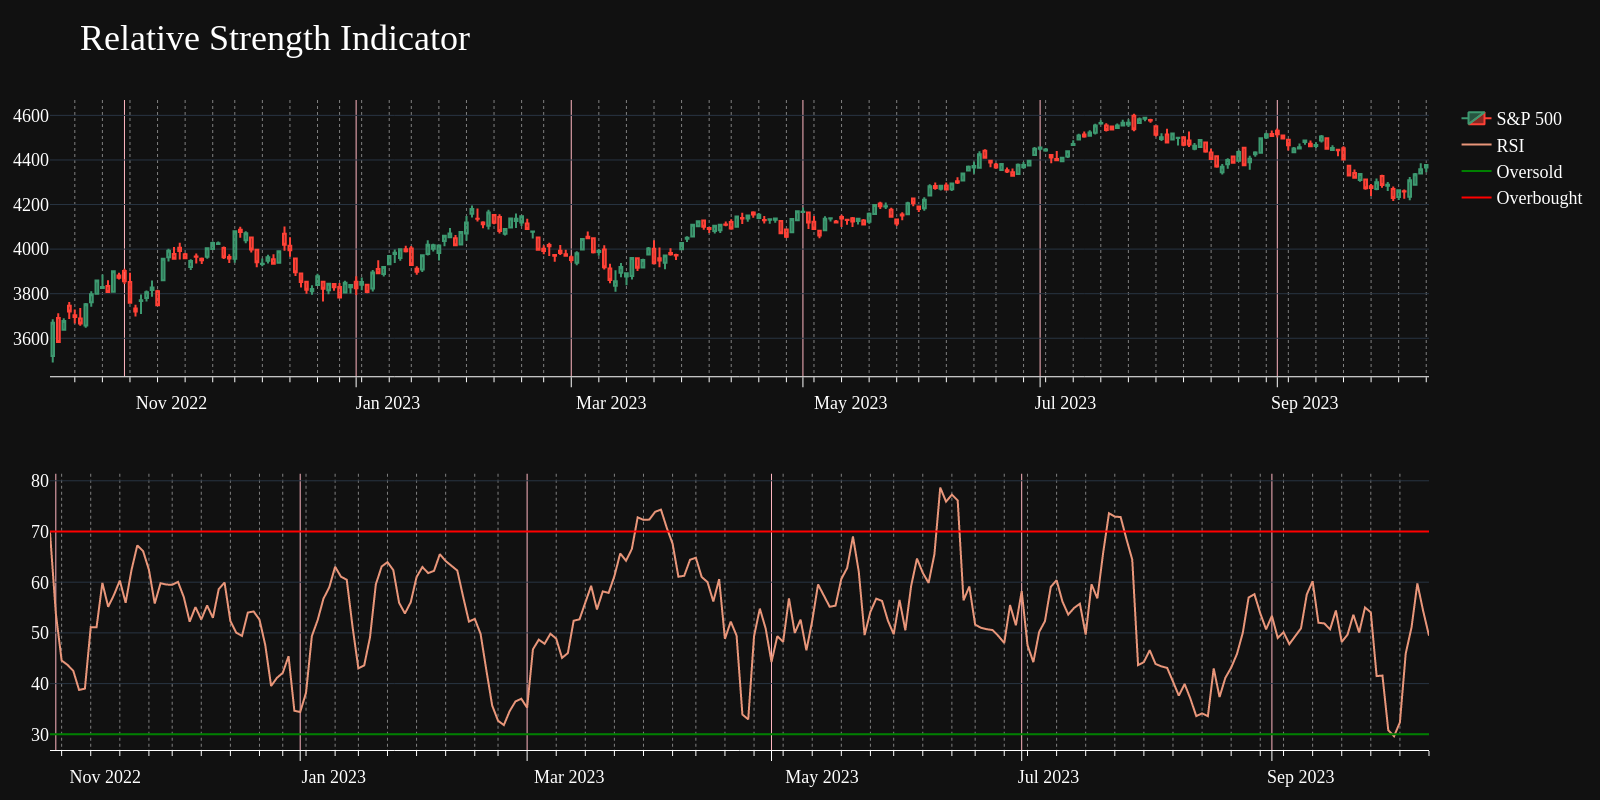 Relative Strength Indicator
4600
4400
4200
4000
3800
3600
Nov 2022
Jan 2023
Mar 2023
May 2023
Jul 2023
Sep 2023
S&P 500
RSI
Oversold
Overbought
80
70
60
50
40
30
Nov 2022
Jan 2023
Mar 2023
May 2023
Jul 2023
Sep 2023